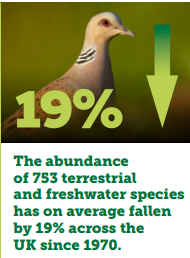 19%
The abundance
of 753 terrestrial
and freshwater species
has on average fallen
by 19% across the
UK since 1970.